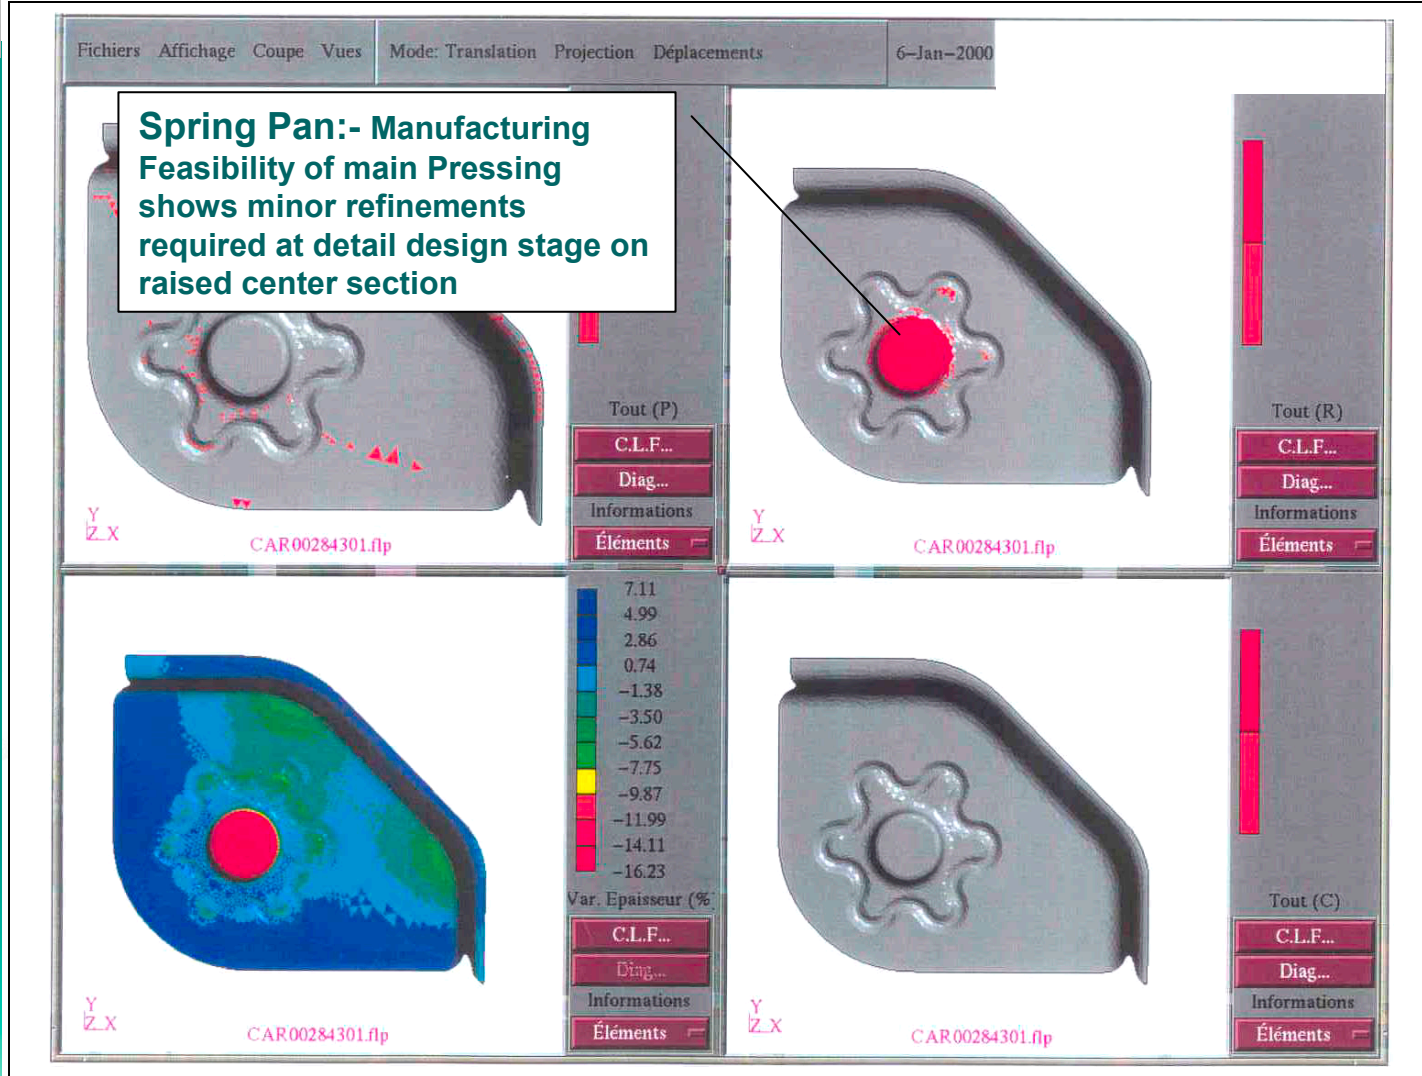 Fichiers Affichage Coupe Vues Mode: Translation Projection Déplacements 6-Jan-2000
Spring Pan:- Manufacturing
Feasibility of main Pressing
shows minor refinements
required at detail design stage on
raised center section
Tout (P)
C.L.F...
Diag...
Informations
Éléments
Y
Z X
CAR00284301.flp
Tout (R)
C.L.F...
Diag...
Informations
Éléments
Y
Z X
CAR00284301.flp
7.11
4.99
2.86
0.74
-1.38
-3.50
-5.62
-7.75
-9.87
-11.99
-14.11
-16.23
Var. Epaisseur (%
C.L.F...
Diag...
Informations
Éléments
Y
Z X
CAR00284301.flp
Tout (C)
C.L.F...
Diag...
Informations
Éléments
Y
Z X
CAR00284301.flp